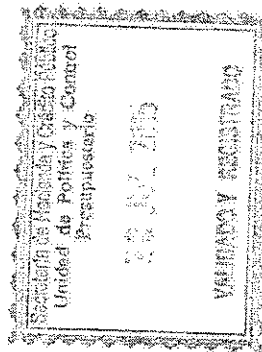 Secretaría de Hacienda y Crédito Público
Unidad de Política y Control
Presupuestario
VALIDADO Y REGISTRADO